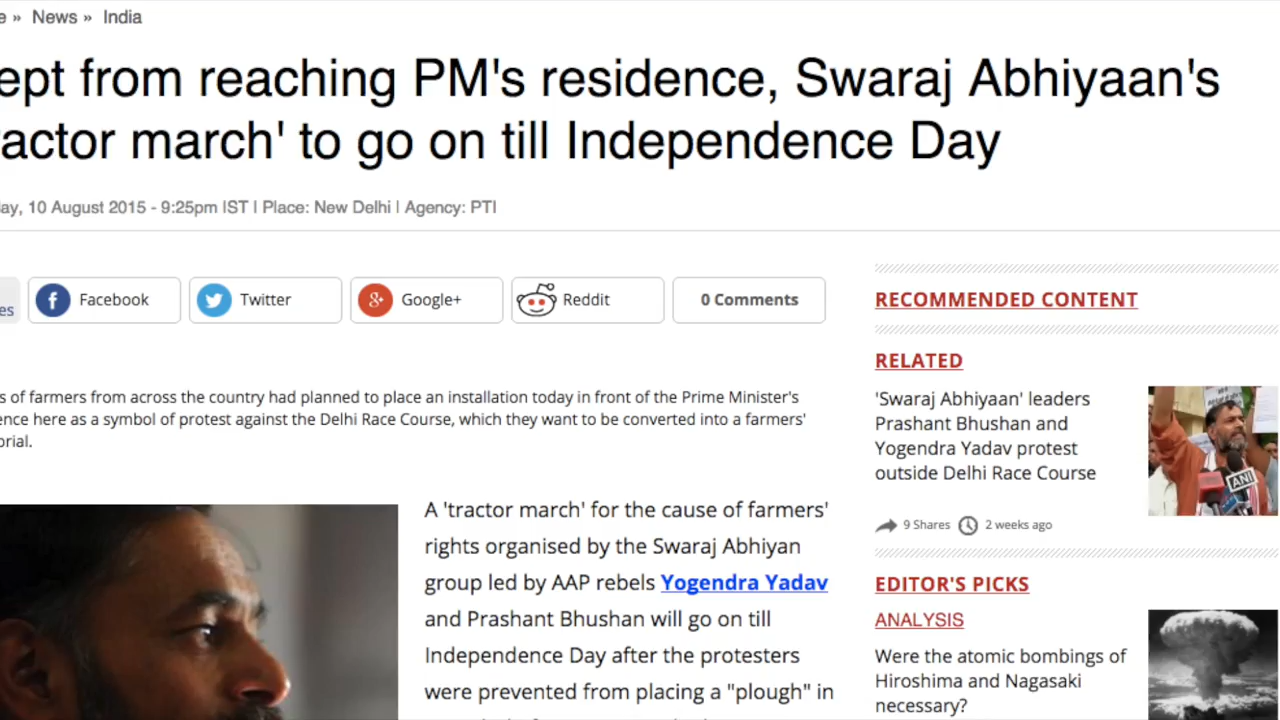 News » India
ept from reaching PM's residence, Swaraj Abhiyaan's
actor march' to go on till Independence Day
ay, 10 August 2015 - 9:25pm IST | Place: New Delhi | Agency: PTI
es
Facebook
Twitter
Google+
Reddit
0 Comments
s of farmers from across the country had planned to place an installation today in front of the Prime Minister's
ence here as a symbol of protest against the Delhi Race Course, which they want to be converted into a farmers'
orial.
A 'tractor march' for the cause of farmers'
rights organised by the Swaraj Abhiyan
group led by AAP rebels Yogendra Yadav
and Prashant Bhushan will go on till
Independence Day after the protesters
were prevented from placing a "plough" in
RECOMMENDED CONTENT
RELATED
'Swaraj Abhiyaan' leaders
Prashant Bhushan and
Yogendra Yadav protest
outside Delhi Race Course
ANI
9 Shares 2 weeks ago
EDITOR'S PICKS
ANALYSIS
Were the atomic bombings of
Hiroshima and Nagasaki
necessary?